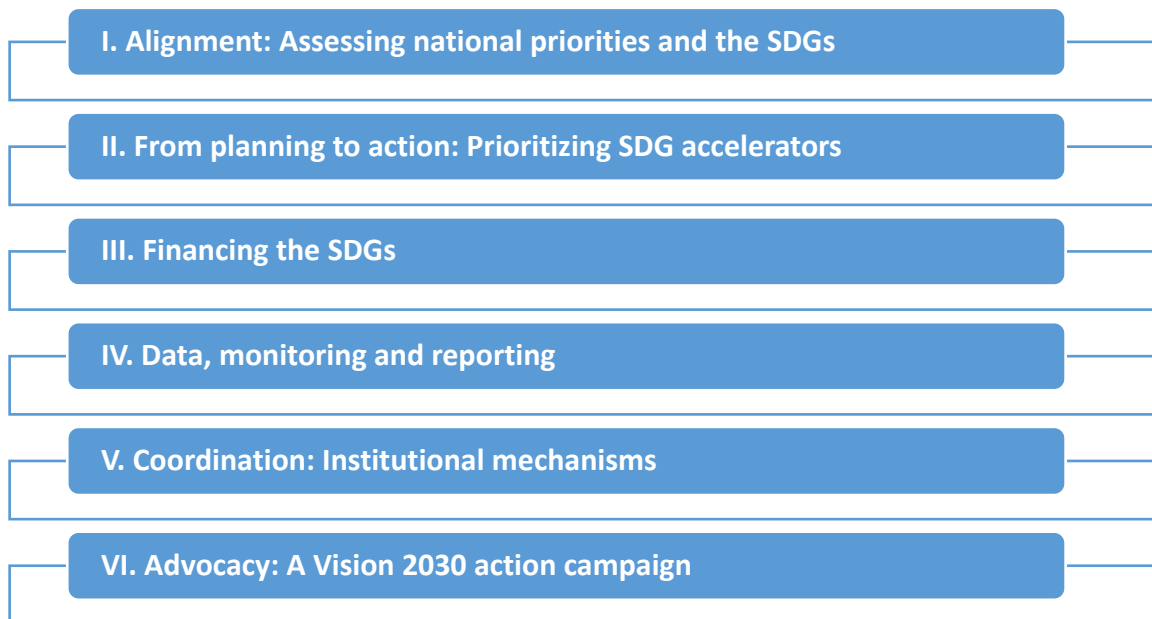 I. Alignment: Assessing national priorities and the SDGs
II. From planning to action: Prioritizing SDG accelerators
III. Financing the SDGs
IV. Data, monitoring and reporting
V. Coordination: Institutional mechanisms
VI. Advocacy: A Vision 2030 action campaign